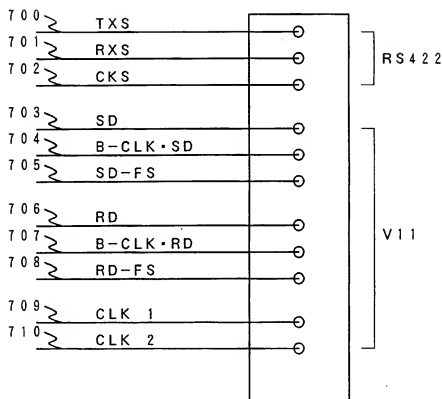 700 TXS
701 RXS
702 CKS
RS422
703 SD
704 B-CLK・SD
705 SD-FS
706 RD
707 B-CLK・RD
708 RD-FS
V11
709 CLK 1
710 CLK 2